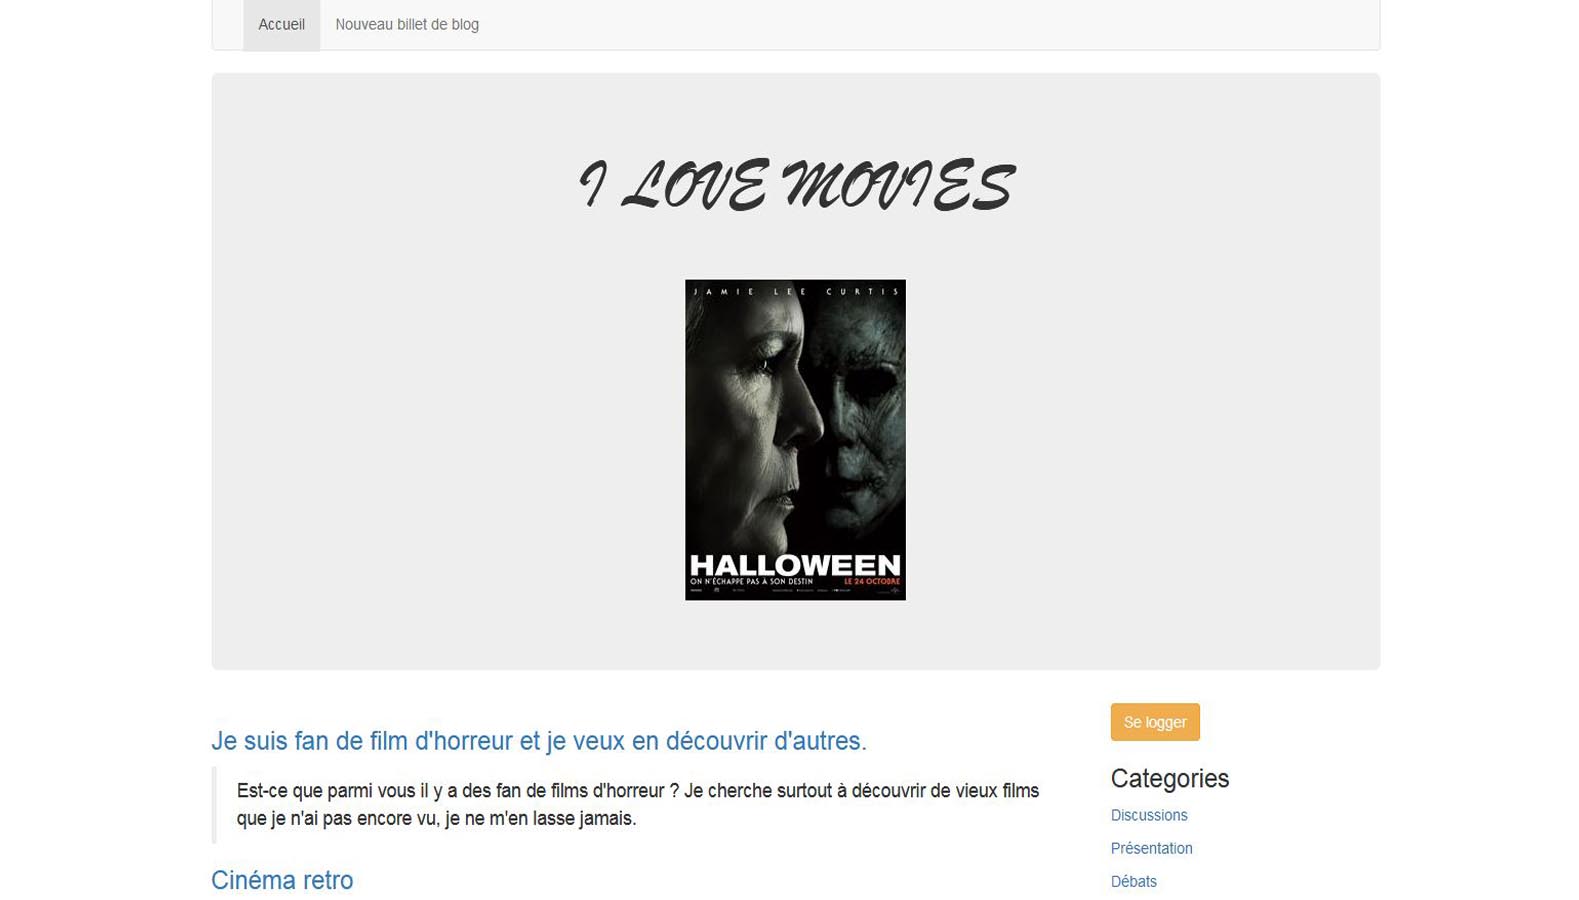 Accueil Nouveau billet de blog
I LOVE MOVIES
JAMIE LEE CURTIS
HALLOWEEN
ON N'ÉCHAPPE PAS À SON DESTIN LE 24 OCTOBRE
Se logger
Je suis fan de film d'horreur et je veux en découvrir d'autres.
Est-ce que parmi vous il y a des fan de films d'horreur ? Je cherche surtout à découvrir de vieux films
que je n'ai pas encore vu, je ne m'en lasse jamais.
Cinéma retro
Categories
Discussions
Présentation
Débats